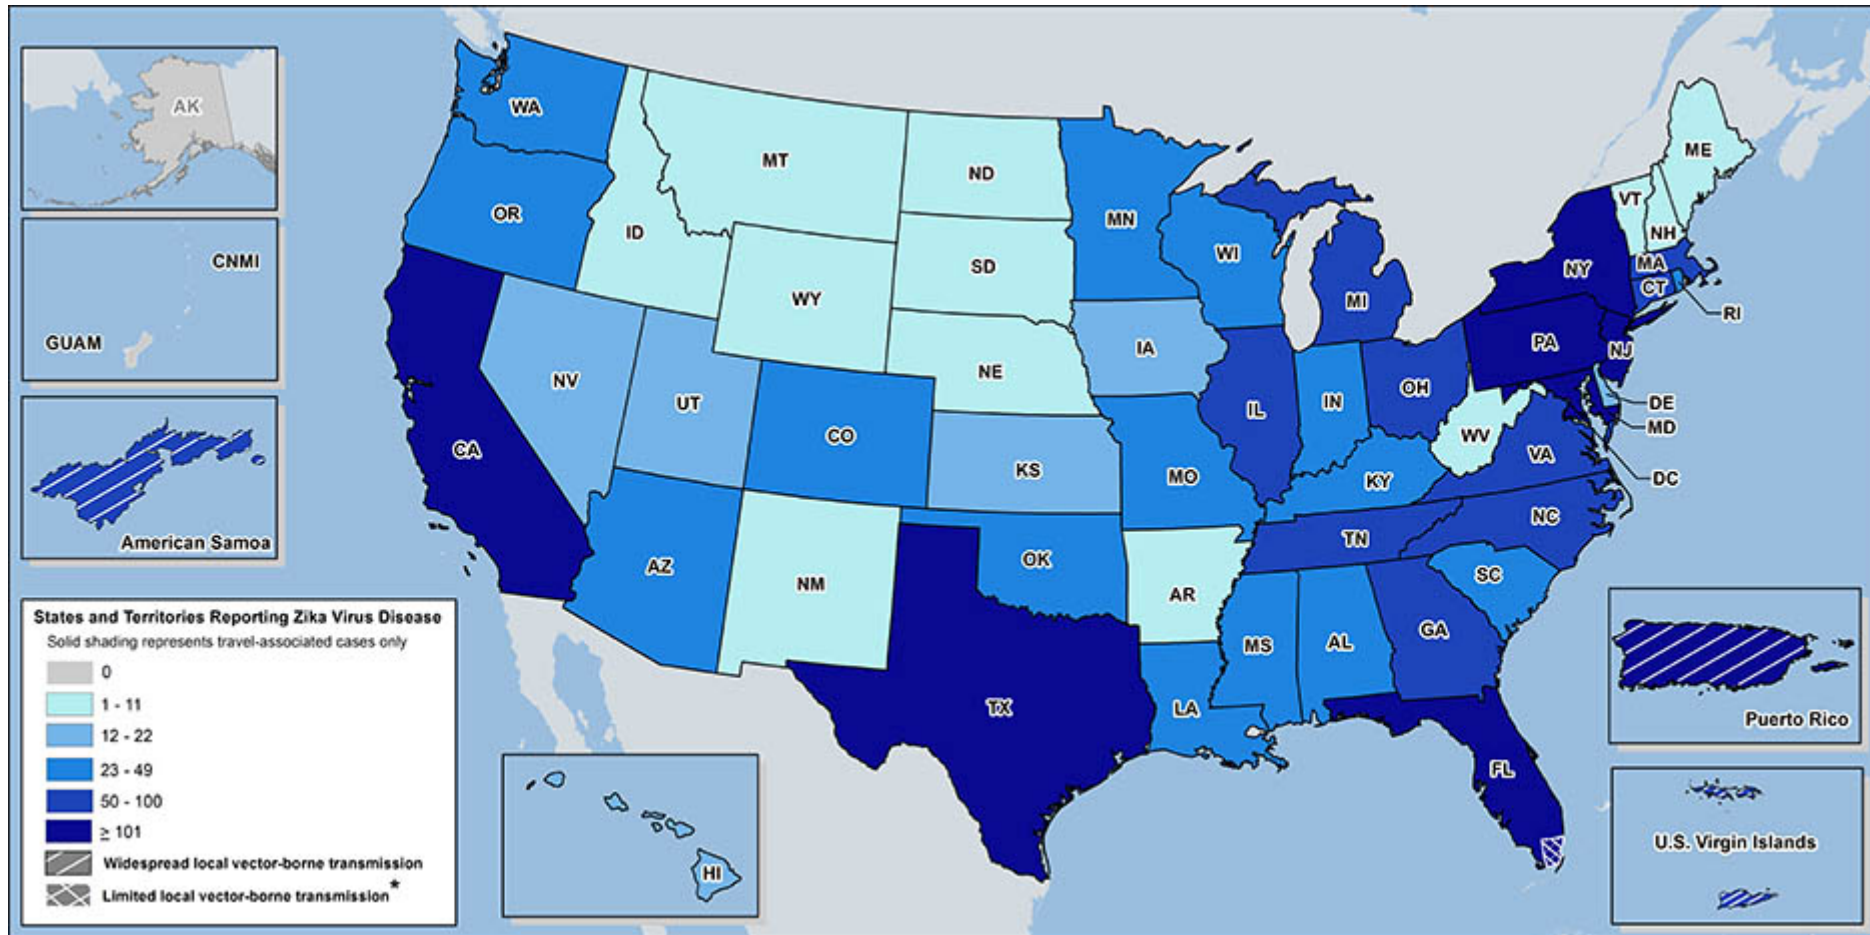 AK
CNMI
GUAM
American Samoa
States and Territories Reporting Zika Virus Disease
Solid shading represents travel-associated cases only
0
1 - 11
12 - 22
23 - 49
50 - 100
≥ 101
Widespread local vector-borne transmission
Limited local vector-borne transmission*
WA
OR
CA
ID
NV
MT
WY
UT
AZ
CO
NM
ND
SD
NE
KS
OK
TX
MN
IA
MO
AR
LA
WI
IL
MI
IN
OH
KY
TN
MS
AL
GA
FL
SC
NC
VA
WV
PA
NY
NJ
VT
NH
ME
MA
CT
RI
DE
MD
DC
HI
Puerto Rico
U.S. Virgin Islands